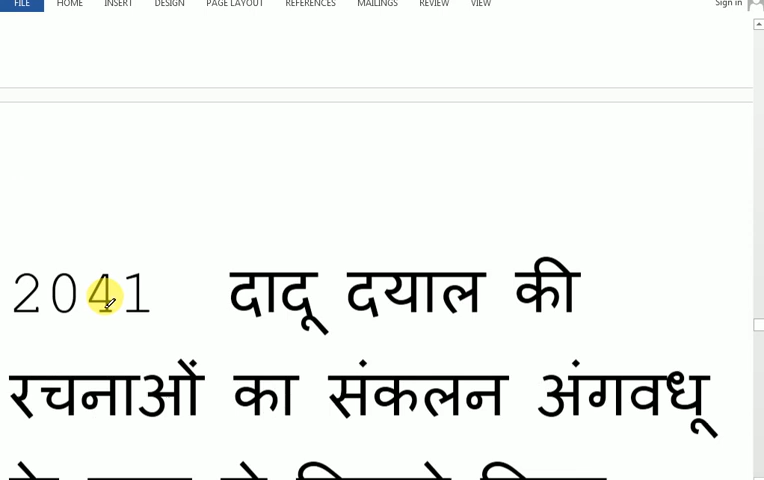 FILE HOME INSERT DESIGN PAGE LAYOUT REFERENCES MAILINGS REVIEW VIEW Sign in
2041 दादू दयाल की
रचनाओं का संकलन अंगवधू